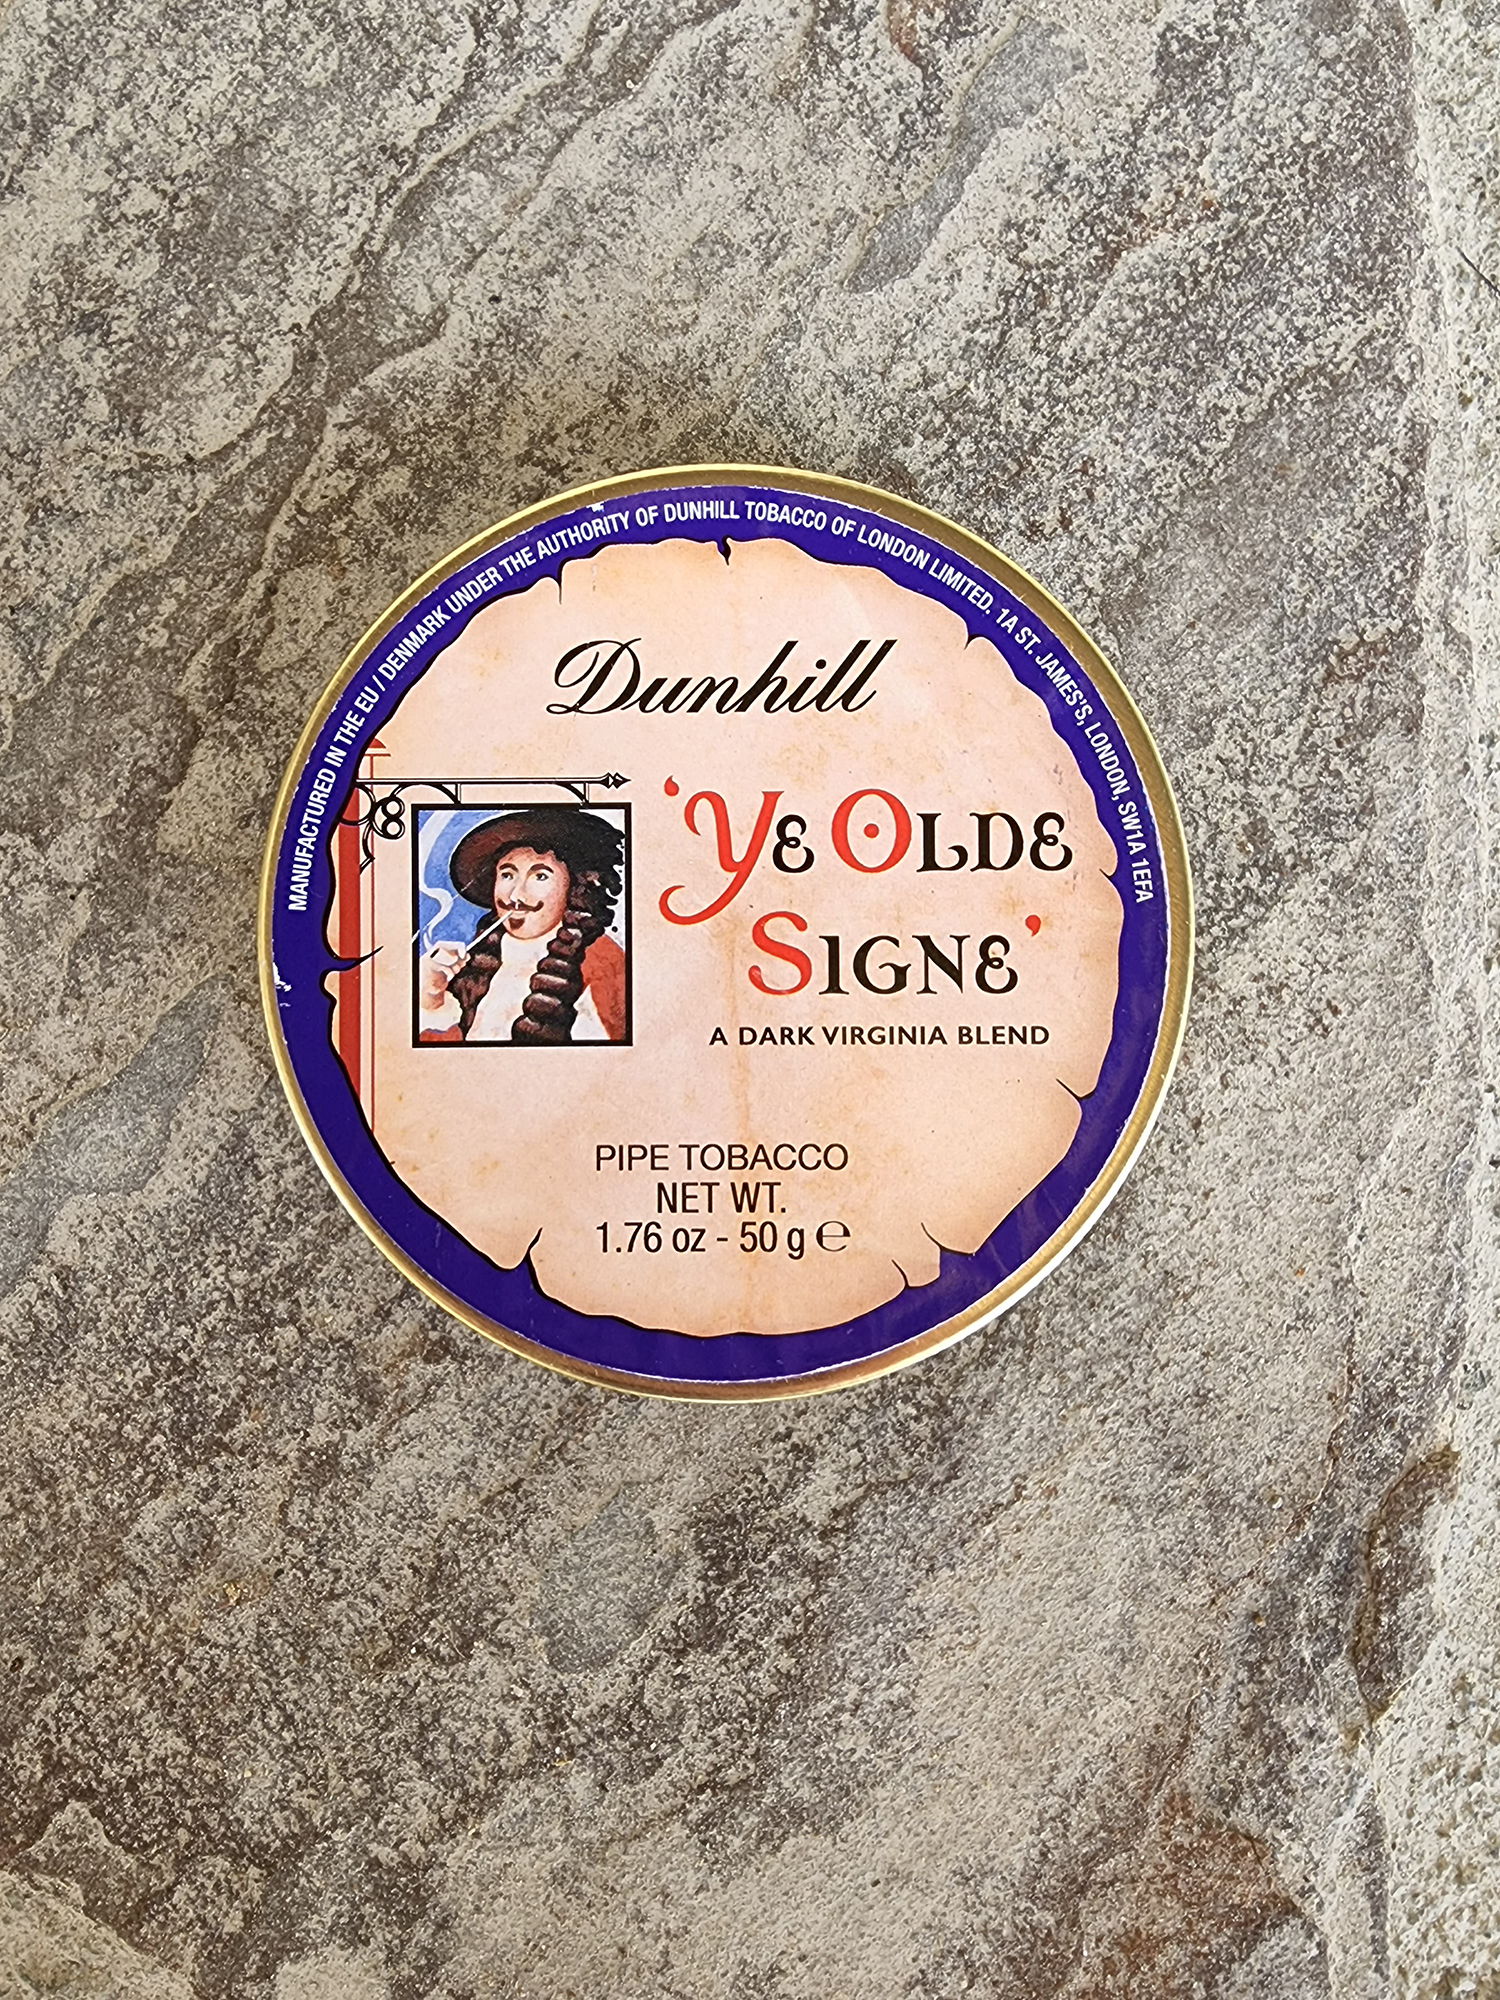 MANUFACTURED IN THE EU / DENMARK UNDER THE AUTHORITY OF DUNHILL TOBACCO OF LONDON LIMITED. 1A ST. JAMES'S, LONDON, SW1A 1EFA
Dunhill
‘YE OLDE
SIGNE’
A DARK VIRGINIA BLEND
PIPE TOBACCO
NET WT.
1.76 oz - 50 g ℮